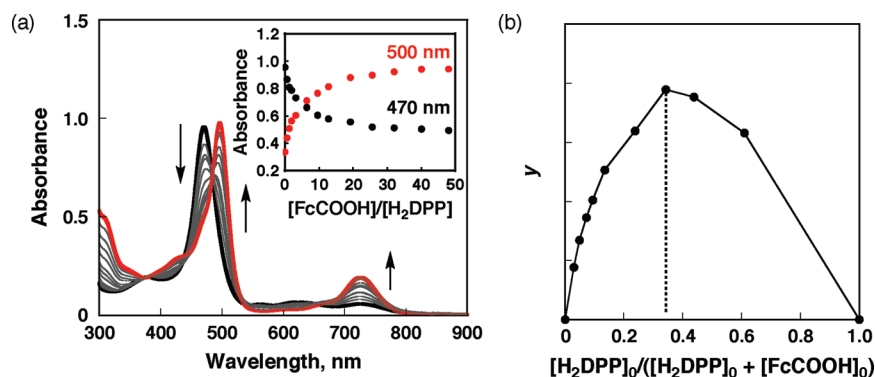 (a)
1.5
1.0
0.5
0
Absorbance
300 400 500 600 700 800 900
Wavelength, nm
1.2
1.0
0.8
0.6
0.4
0.2
Absorbance
500 nm
470 nm
0 10 20 30 40 50
[FcCOOH]/[H₂DPP]
(b)
y
0 0.2 0.4 0.6 0.8 1.0
[H₂DPP]₀/([H₂DPP]₀ + [FcCOOH]₀)